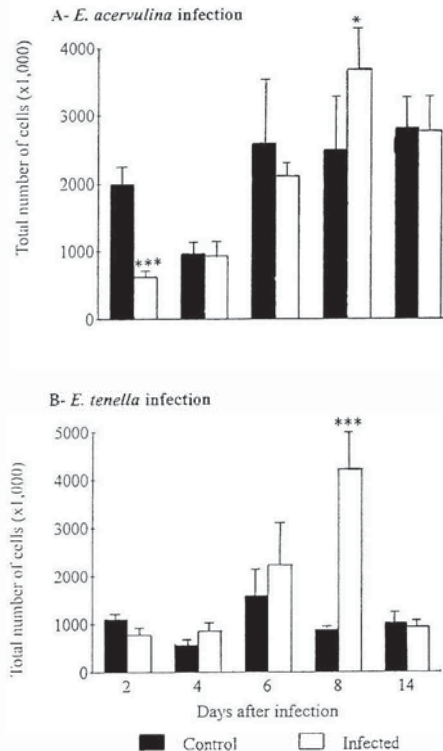 A- E. acervulina infection
*
Total number of cells (x1,000)
4000
3000
2000
1000
0
***
B- E. tenella infection
***
Total number of cells (x1,000)
5000
4000
3000
2000
1000
0
2 4 6 8 14
Days after infection
Control Infected